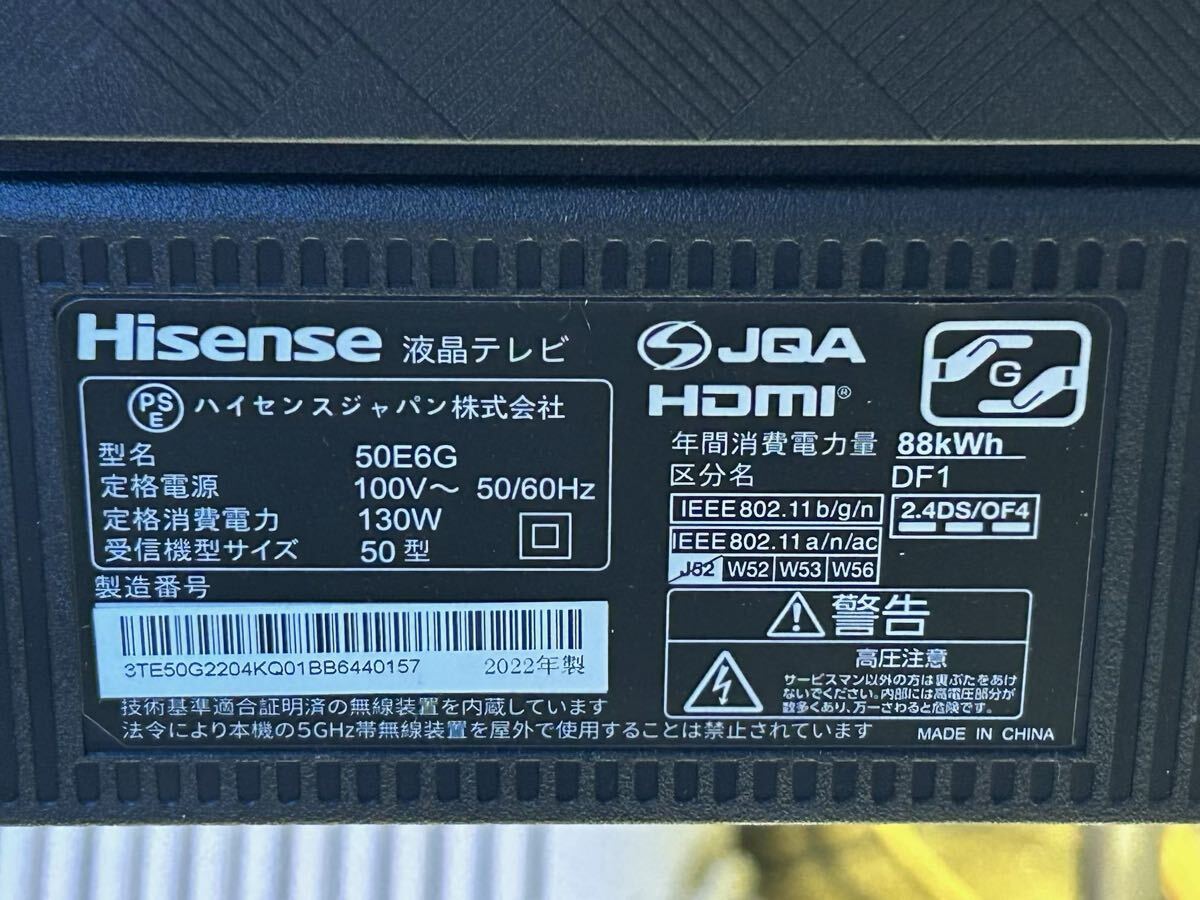 Hisense 液晶テレビ
PSE ハイセンスジャパン株式会社
型名 50E6G
定格電源 100V～ 50/60Hz
定格消費電力 130W
受信機型サイズ 50型
製造番号
3TE50G2204KQ01BB6440157 2022年製
技術基準適合証明済の無線装置を内蔵しています
法令により本機の5GHz帯無線装置を屋外で使用することは禁止されています
JQA
HDMI®
G
年間消費電力量 88kWh
区分名 DF1
IEEE802.11b/g/n
2.4DS/OF4
IEEE802.11a/n/ac
J52 W52 W53 W56
警告
高圧注意
サービスマン以外の方は裏ぶたをあけ
ないでください。内部には高電圧部分が
数多くあり、万一さわると危険です。
MADE IN CHINA